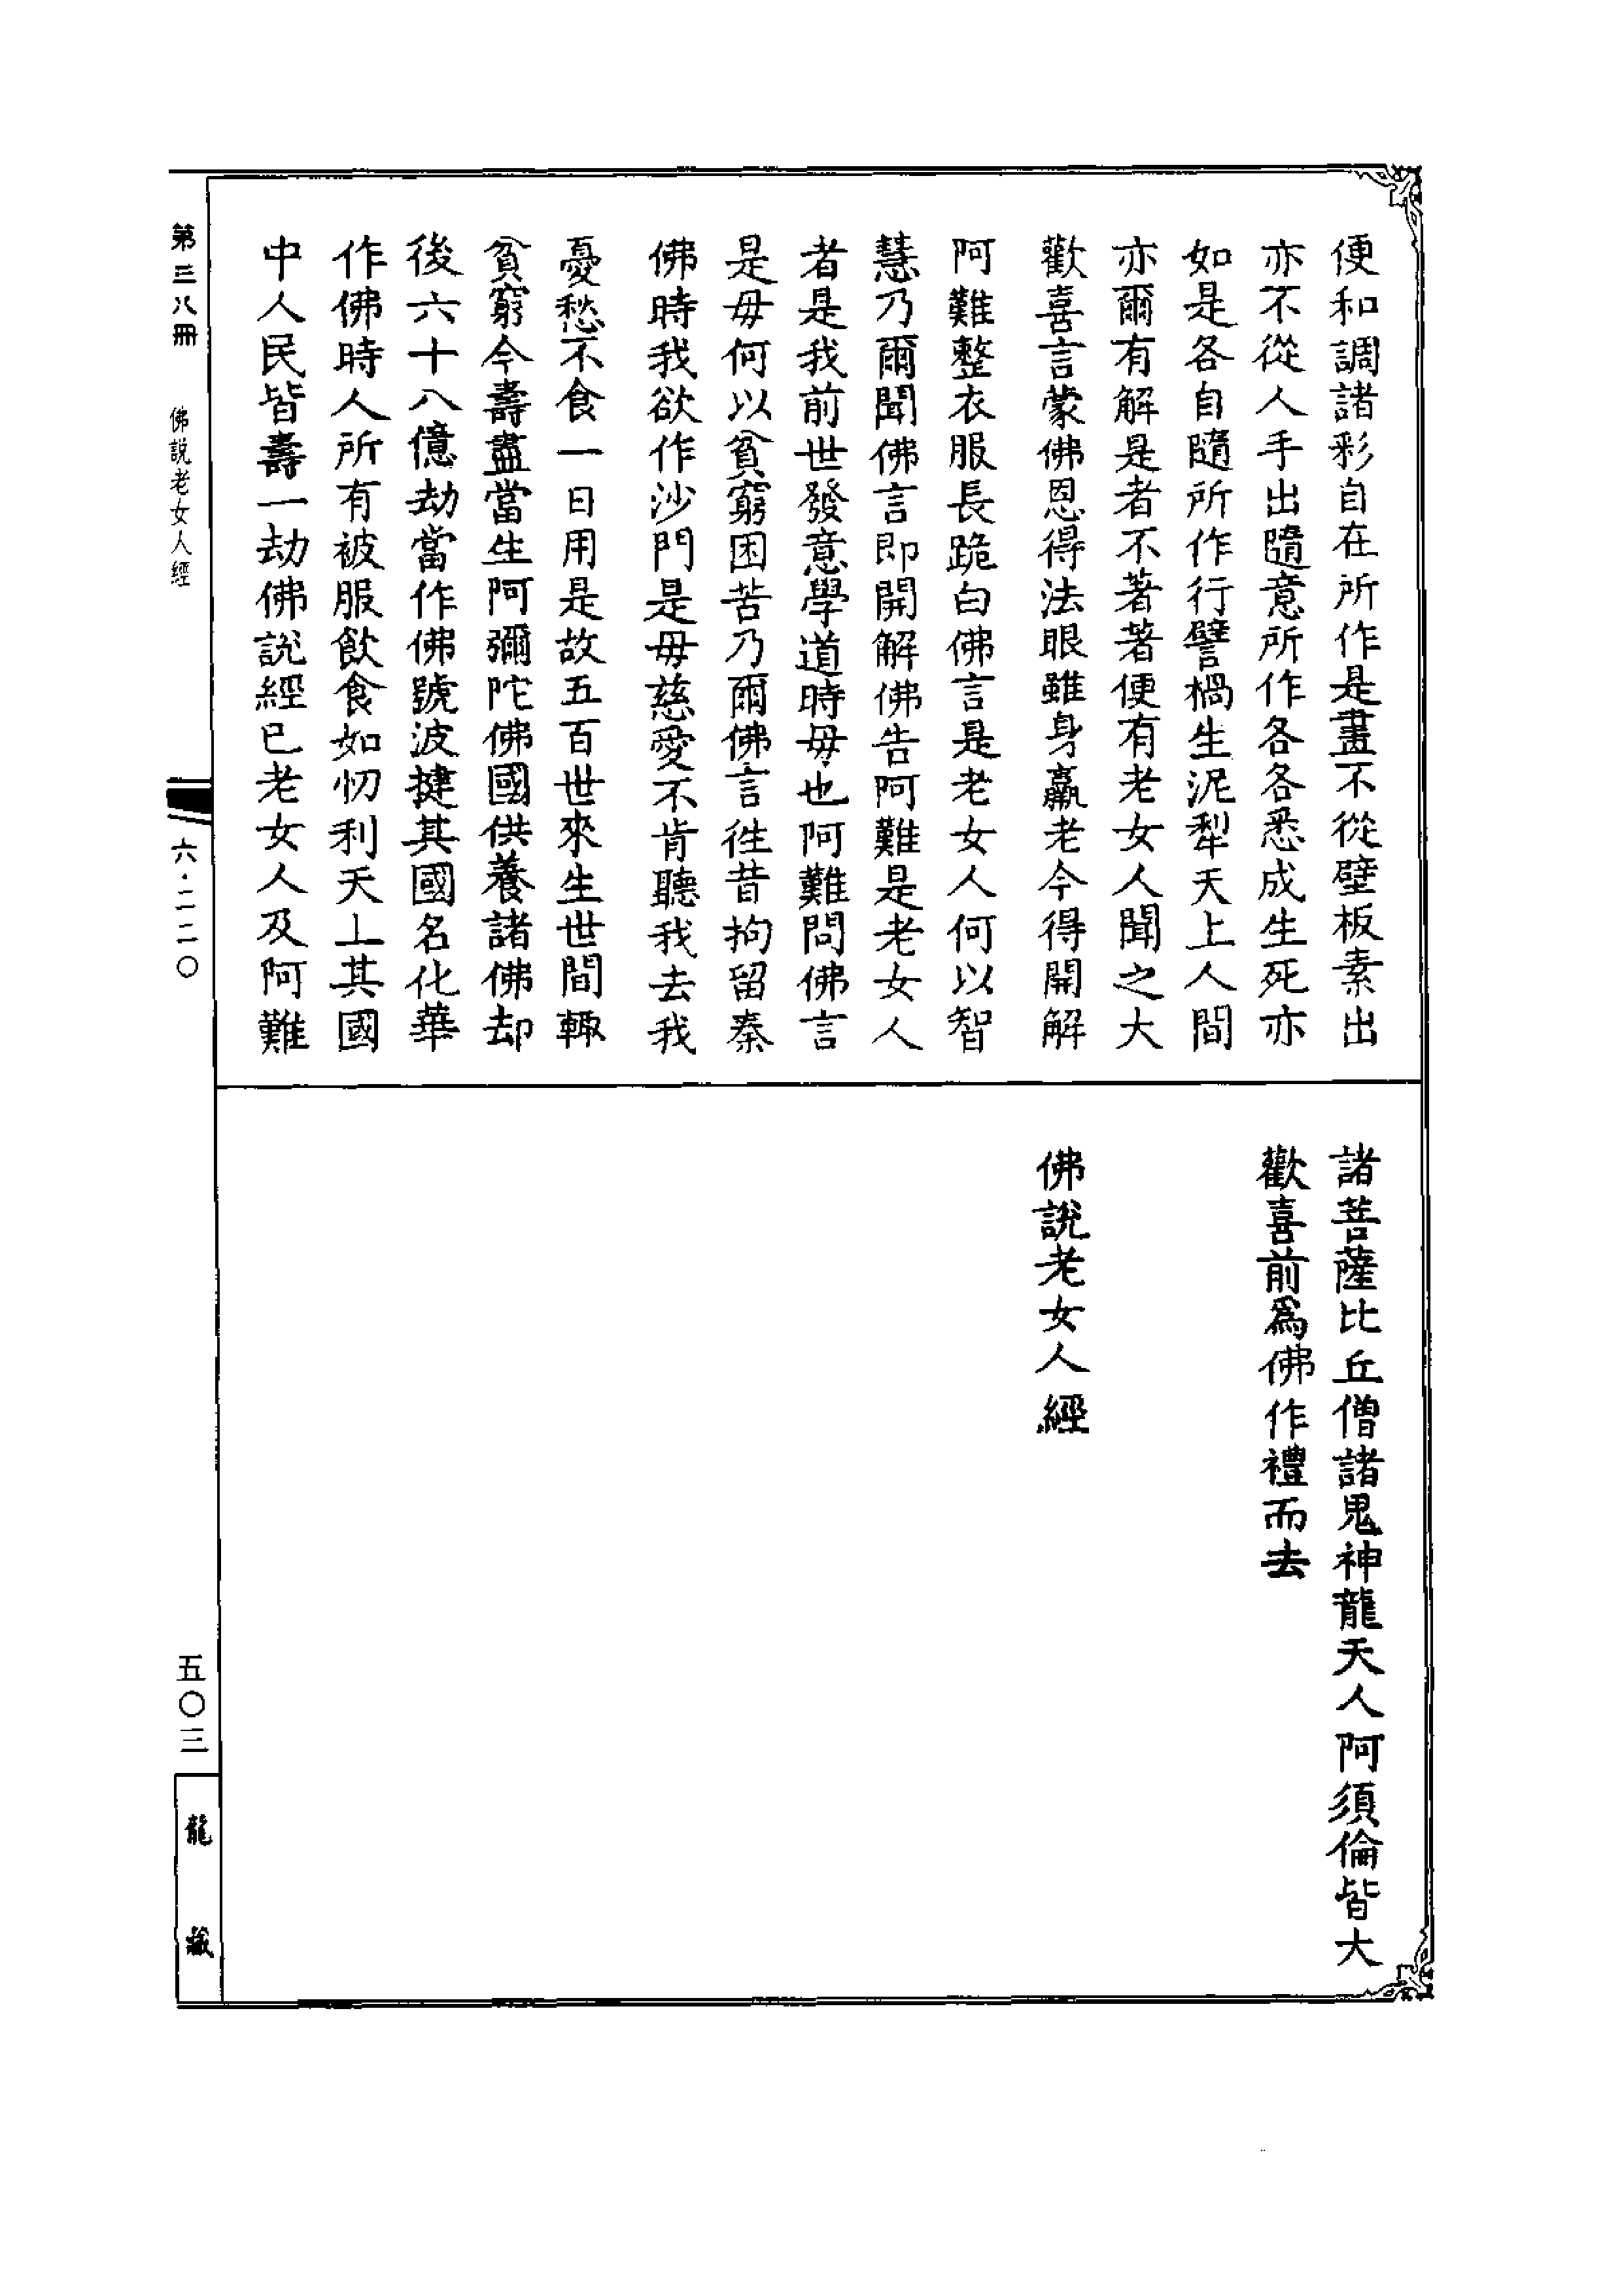 便和調諸彩自在所作是畫不從壁板素出
亦不從人手出隨意所作各各悉成生死亦
如是各自隨所作行譬禍生泥犁天上人間
亦爾有解是者不著著便有老女人聞之大
歡喜言蒙佛恩得法眼雖身羸老今得開解
阿難整衣服長跪白佛言是老女人何以智
慧乃爾聞佛言即開解佛告阿難是老女人
者是我前世發意學道時母也阿難問佛言
是母何以貧窮困苦乃爾佛言徃昔拘留秦
佛時我欲作沙門是母慈愛不肯聽我去我
憂愁不食一日用是故五百世來生世間輒
貧窮今壽盡當生阿彌陀佛國供養諸佛却
後六十八億劫當作佛號波揵其國名化華
作佛時人所有被服飲食如忉利天上其國
中人民皆壽一劫佛說經已老女人及阿難
諸菩薩比丘僧諸鬼神龍天人阿須倫皆大
歡喜前爲佛作禮而去
佛說老女人經
第三八冊
佛說老女人經
六·二二〇
五〇三
龍藏